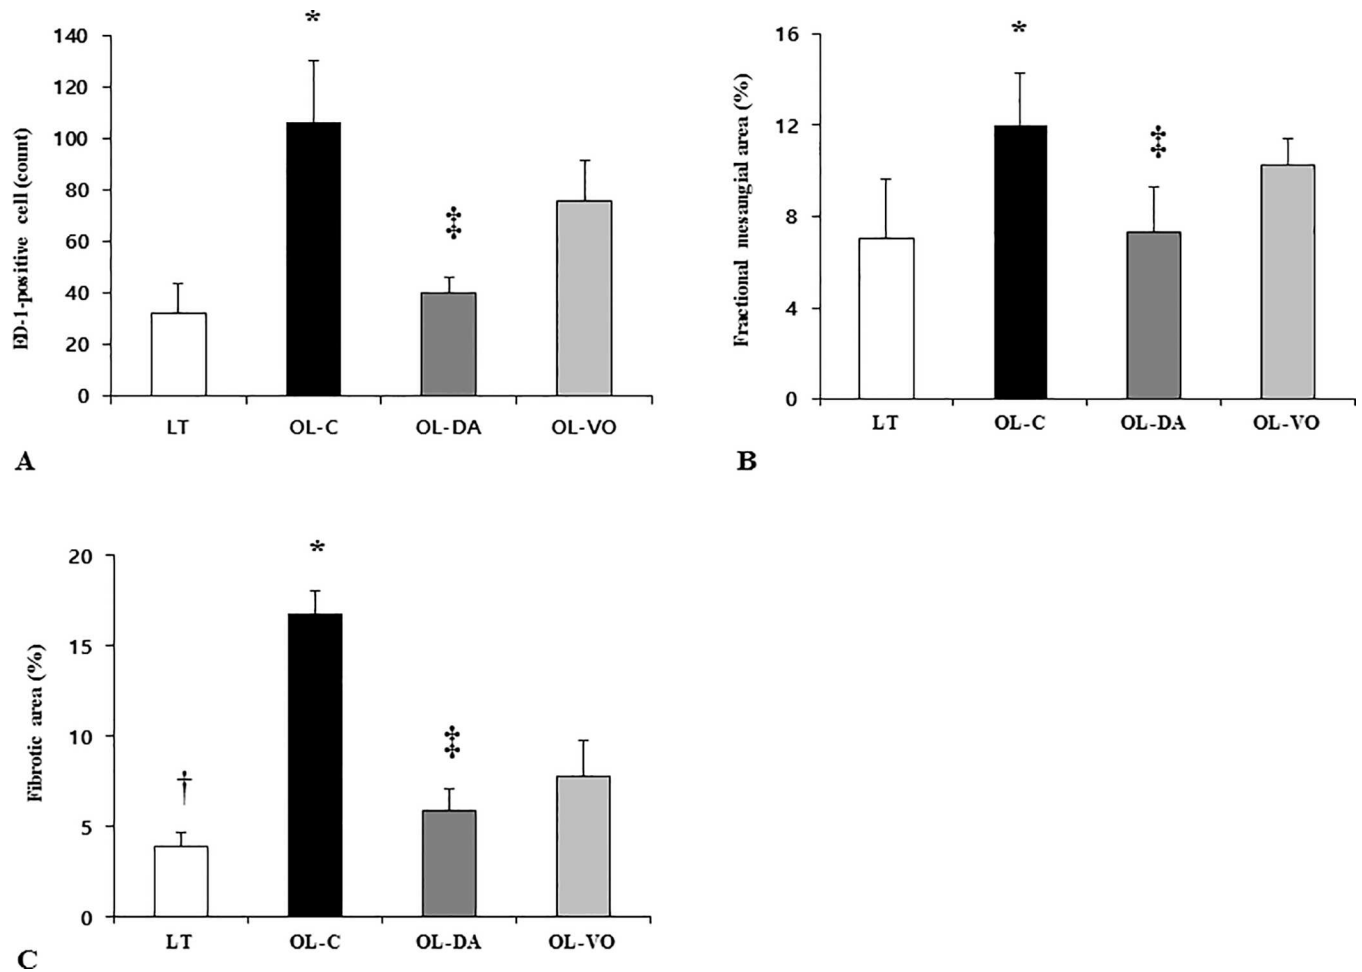 *
140
120
100
80
60
40
20
0
ED-1-positive cell (count)
‡
LT OL-C OL-DA OL-VO
A
*
16
12
8
4
0
Fractional mesangial area (%)
‡
LT OL-C OL-DA OL-VO
B
*
20
15
10
5
0
Fibrotic area (%)
†
‡
LT OL-C OL-DA OL-VO
C